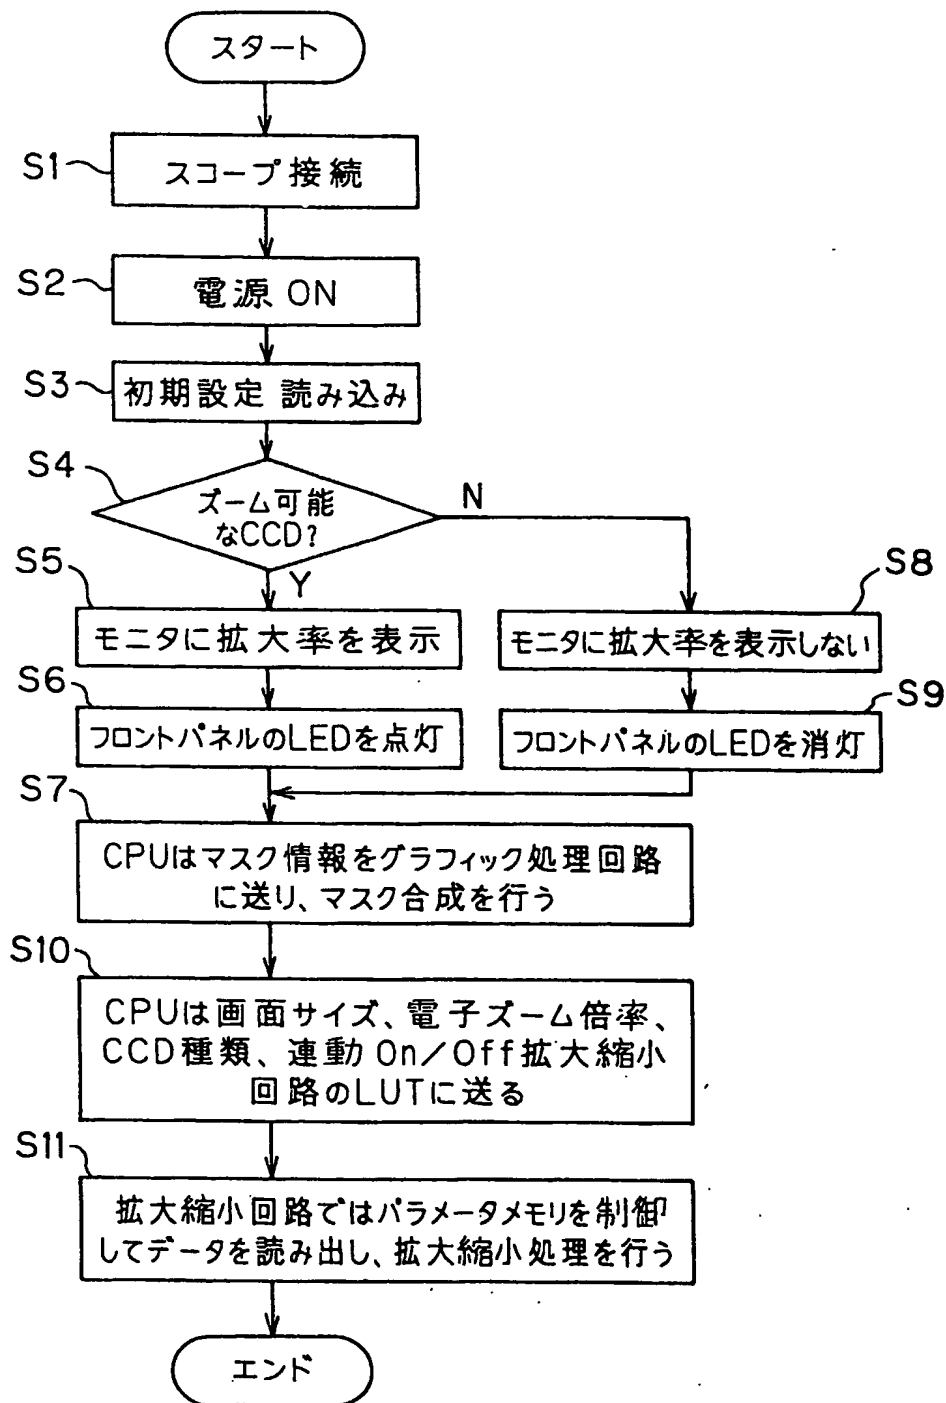 スタート
S1
スコープ接続
S2
電源 ON
S3
初期設定 読み込み
S4
ズーム可能
なCCD?
N
Y
S5
モニタに拡大率を表示
S8
モニタに拡大率を表示しない
S6
フロントパネルのLEDを点灯
S9
フロントパネルのLEDを消灯
S7
CPUはマスク情報をグラフィック処理回路
に送り、マスク合成を行う
S10
CPUは画面サイズ、電子ズーム倍率、
CCD種類、連動On/Off拡大縮小
回路のLUTに送る
S11
拡大縮小回路ではパラメータメモリを制御
してデータを読み出し、拡大縮小処理を行う
エンド